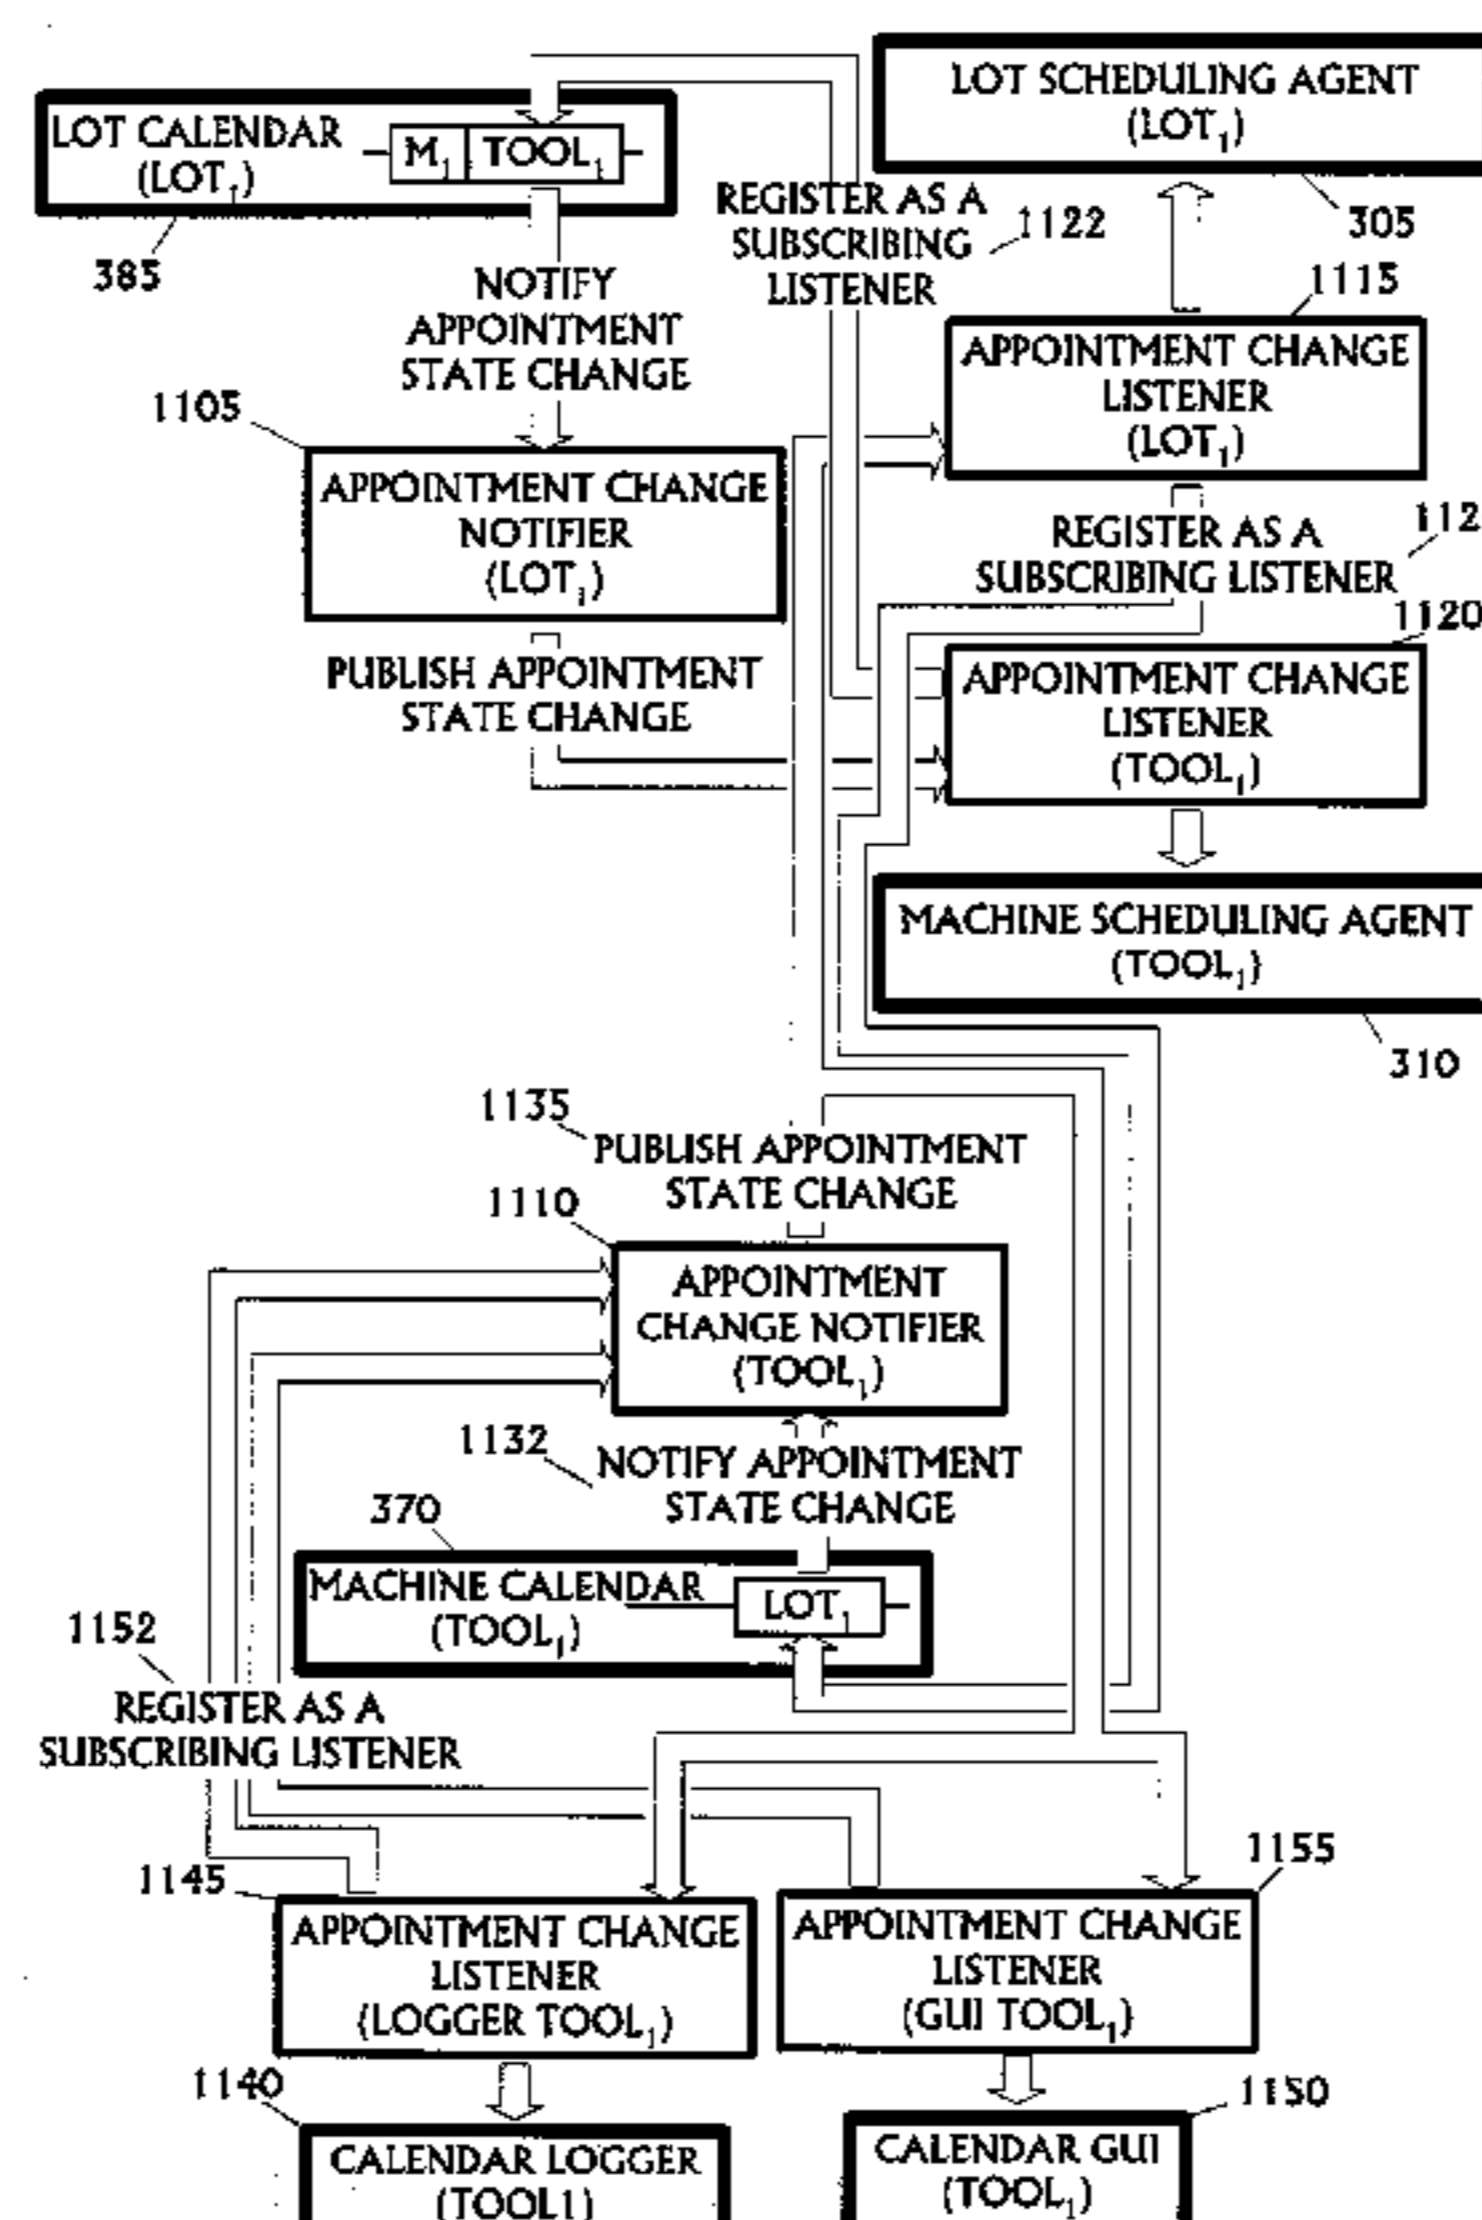 LOT SCHEDULING AGENT
(LOT₁)
305
LOT CALENDAR
(LOT₁)
M₁ TOOL₁
385
REGISTER AS A
SUBSCRIBING
LISTENER
1122
NOTIFY
APPOINTMENT
STATE CHANGE
1115
APPOINTMENT CHANGE
LISTENER
(LOT₁)
1105
APPOINTMENT CHANGE
NOTIFIER
(LOT₁)
REGISTER AS A
SUBSCRIBING LISTENER
112
1120
PUBLISH APPOINTMENT
STATE CHANGE
APPOINTMENT CHANGE
LISTENER
(TOOL₁)
MACHINE SCHEDULING AGENT
(TOOL₁)
310
1135
PUBLISH APPOINTMENT
STATE CHANGE
1110
APPOINTMENT
CHANGE NOTIFIER
(TOOL₁)
1132
NOTIFY APPOINTMENT
STATE CHANGE
370
MACHINE CALENDAR
(TOOL₁)
LOT₁
1152
REGISTER AS A
SUBSCRIBING LISTENER
1145
APPOINTMENT CHANGE
LISTENER
(LOGGER TOOL₁)
1155
APPOINTMENT CHANGE
LISTENER
(GUI TOOL₁)
1140
CALENDAR LOGGER
(TOOL1)
1150
CALENDAR GUI
(TOOL₁)